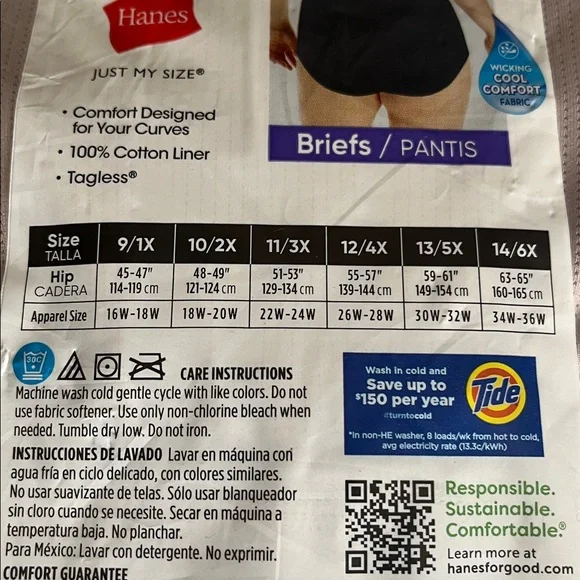 Hanes
JUST MY SIZE®
• Comfort Designed
for Your Curves
• 100% Cotton Liner
• Tagless®
WICKING
COOL
COMFORT™
FABRIC
Briefs / PANTIS
Size 9/1X 10/2X 11/3X 12/4X 13/5X 14/6X
TALLA
Hip 45-47" 48-49" 51-53" 55-57" 59-61" 63-65"
CADERA 114-119 cm 121-124 cm 129-134 cm 139-144 cm 149-154 cm 160-165 cm
Apparel Size 16W-18W 18W-20W 22W-24W 26W-28W 30W-32W 34W-36W
30C
CARE INSTRUCTIONS
Machine wash cold gentle cycle with like colors. Do not
use fabric softener. Use only non-chlorine bleach when
needed. Tumble dry low. Do not iron.
INSTRUCCIONES DE LAVADO Lavar en máquina con
agua fría en ciclo delicado, con colores similares.
No usar suavizante de telas. Sólo usar blanqueador
sin cloro cuando se necesite. Secar en máquina a
temperatura baja. No planchar.
Para México: Lavar con detergente. No exprimir.
COMFORT GUARANTEE
Wash in cold and
Save up to
$150 per year
#turntocold
Tide
*In non-HE washer, 8 loads/wk from hot to cold,
avg electricity rate (13.3c/kWh)
Responsible.
Sustainable.
Comfortable.®
Learn more at
hanesforgood.com